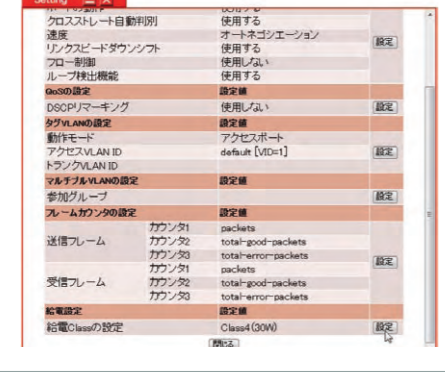 Setting
クロスストレート自動判別 使用する
速度 オートネゴシエーション 設定
リンクスピードダウンシフト 使用する
フロー制御 使用しない
ループ検出機能 使用する
QoSの設定 設定値
DSCPリマーキング 使用しない 設定
タグVLANの設定 設定値
動作モード アクセスポート
アクセスVLAN ID default [VID=1] 設定
トランクVLAN ID
マルチプルVLANの設定 設定値
参加グループ 設定
フレームカウンタの設定 設定値
カウンタ1 packets
送信フレーム カウンタ2 total-good-packets
カウンタ3 total-error-packets
設定
カウンタ1 packets
受信フレーム カウンタ2 total-good-packets
カウンタ3 total-error-packets
給電設定 設定値
給電Classの設定 Class4(30W) 設定
閉じる